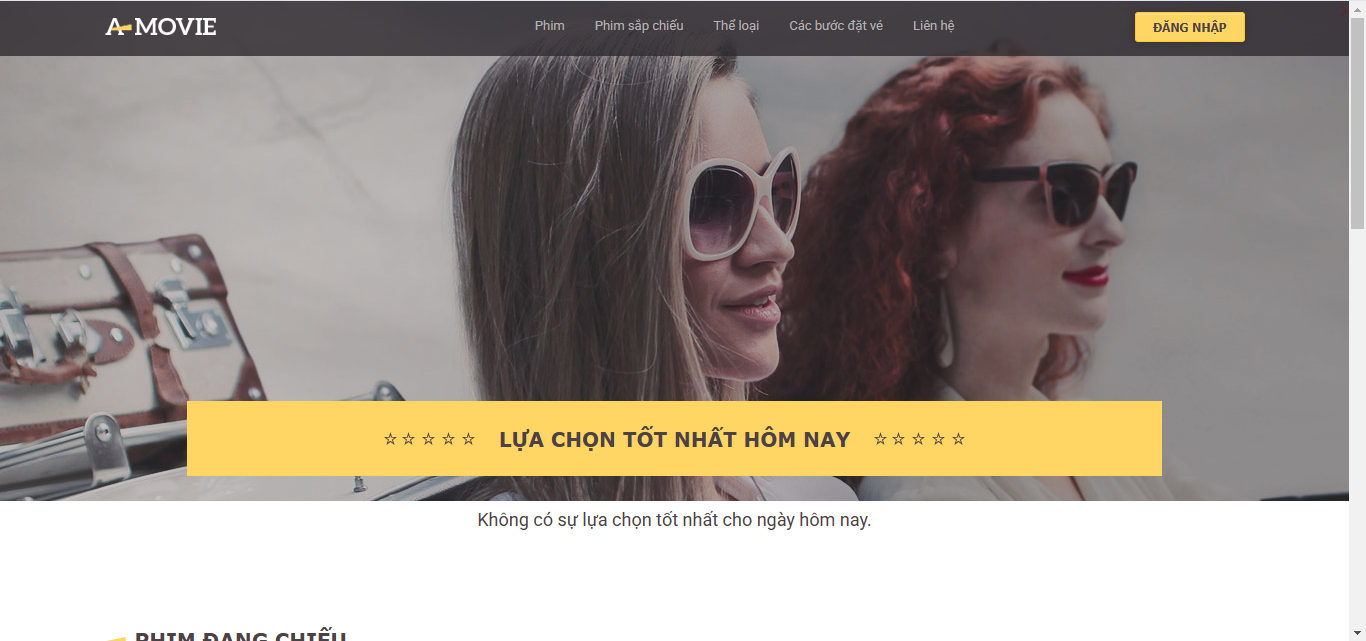 A-MOVIE
Phim
Phim sắp chiếu
Thể loại
Các bước đặt vé
Liên hệ
ĐĂNG NHẬP
☆ ☆ ☆ ☆ ☆ LỰA CHỌN TỐT NHẤT HÔM NAY ☆ ☆ ☆ ☆ ☆
Không có sự lựa chọn tốt nhất cho ngày hôm nay.
PHIM ĐANG CHIẾU